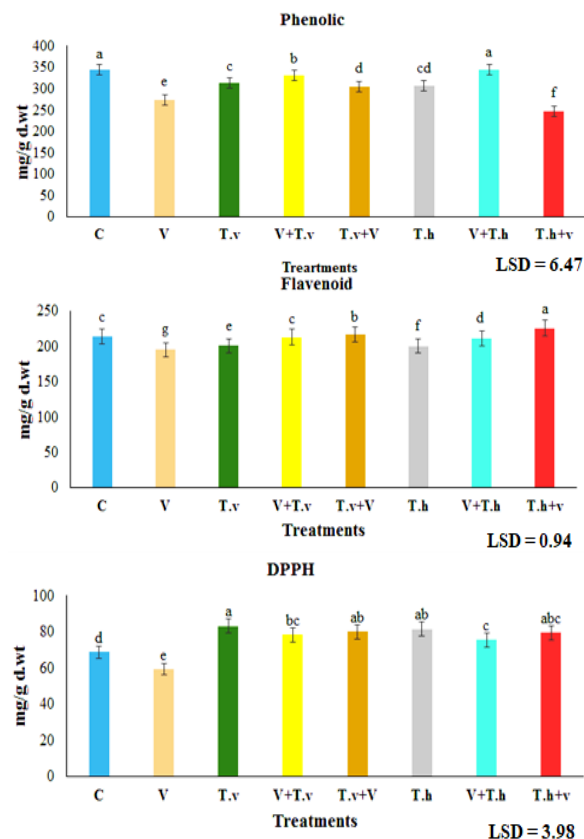 Phenolic
mg/g d.wt
400
350
300
250
200
150
100
50
0
a e c b d cd a f
C V T.v V+T.v T.v+V T.h V+T.h T.h+v
Treartments
LSD = 6.47
Flavenoid
mg/g d.wt
250
200
150
100
50
0
c g e c b f d a
C V T.v V+T.v T.v+V T.h V+T.h T.h+v
Treatments
LSD = 0.94
DPPH
mg/g d.wt
100
80
60
40
20
0
d e a bc ab ab c abc
C V T.v V+T.v T.v+V T.h V+T.h T.h+v
Treatments
LSD = 3.98